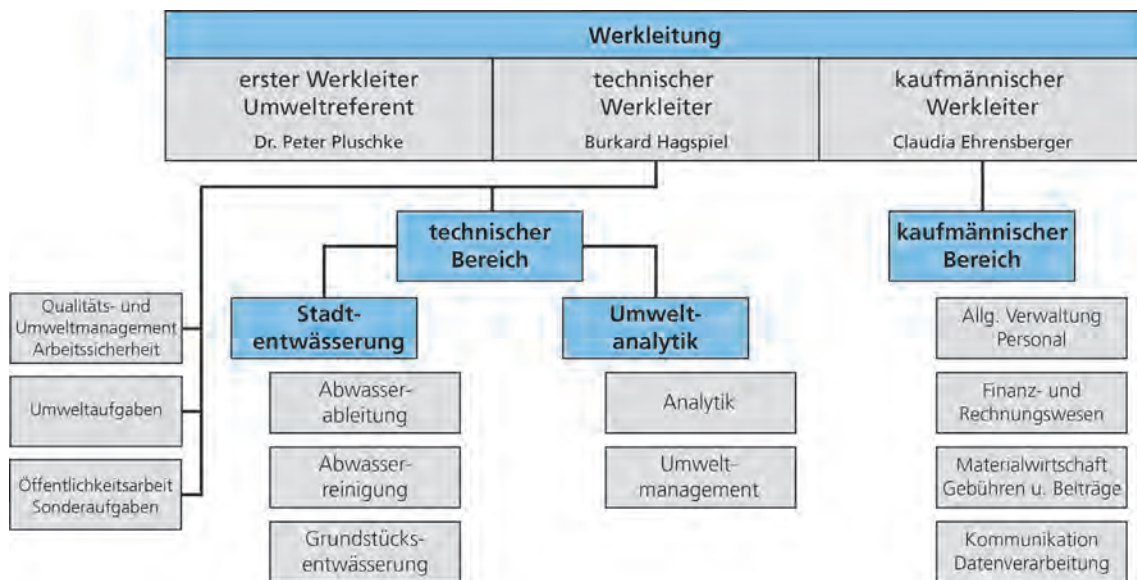 Werkleitung
erster Werkleiter
Umweltreferent
Dr. Peter Pluschke
technischer
Werkleiter
Burkard Hagspiel
kaufmännischer
Werkleiter
Claudia Ehrensberger
technischer
Bereich
kaufmännischer
Bereich
Qualitäts- und
Umweltmanagement
Arbeitssicherheit
Umweltaufgaben
Öffentlichkeitsarbeit
Sonderaufgaben
Stadt-
entwässerung
Abwasser-
ableitung
Abwasser-
reinigung
Grundstücks-
entwässerung
Umwelt-
analytik
Analytik
Umwelt-
management
Allg. Verwaltung
Personal
Finanz- und
Rechnungswesen
Materialwirtschaft
Gebühren u. Beiträge
Kommunikation
Datenverarbeitung